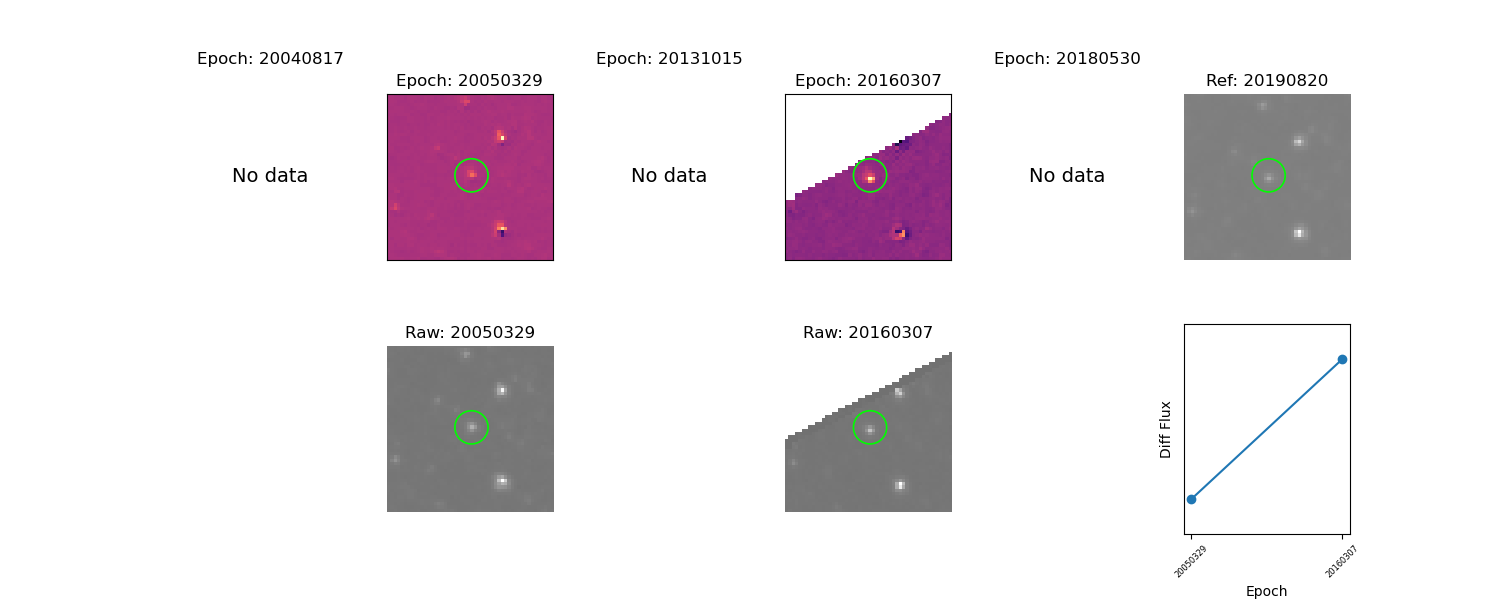 Epoch: 20040817
Epoch: 20131015
Epoch: 20180530
Epoch: 20050329
Epoch: 20160307
Ref: 20190820
No data
No data
No data
Raw: 20050329
Raw: 20160307
Diff Flux
20050329
20160307
Epoch